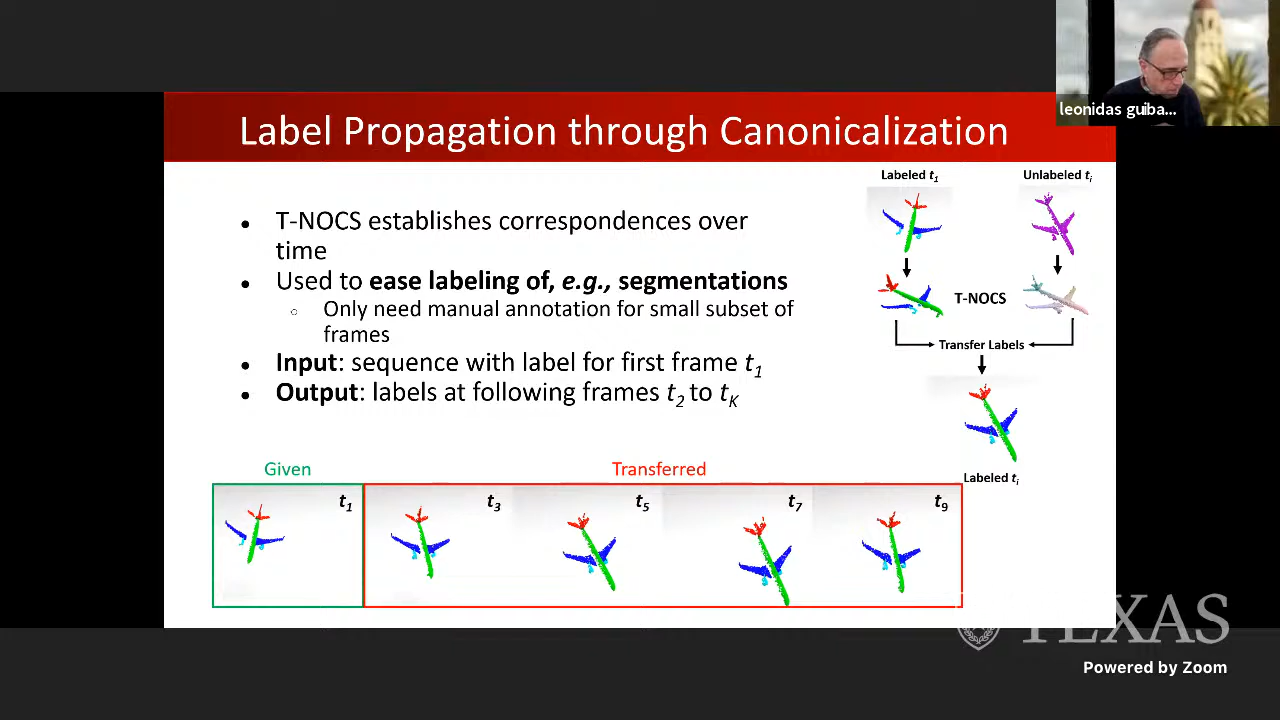 leonidas guiba...
Label Propagation through Canonicalization
● T-NOCS establishes correspondences over
time
● Used to ease labeling of, e.g., segmentations
○ Only need manual annotation for small subset of
frames
● Input: sequence with label for first frame t1
● Output: labels at following frames t2 to tK
Labeled t1
Unlabeled ti
T-NOCS
Transfer Labels
Labeled ti
Given
Transferred
t1
t3
t5
t7
t9
TEXAS
Powered by Zoom